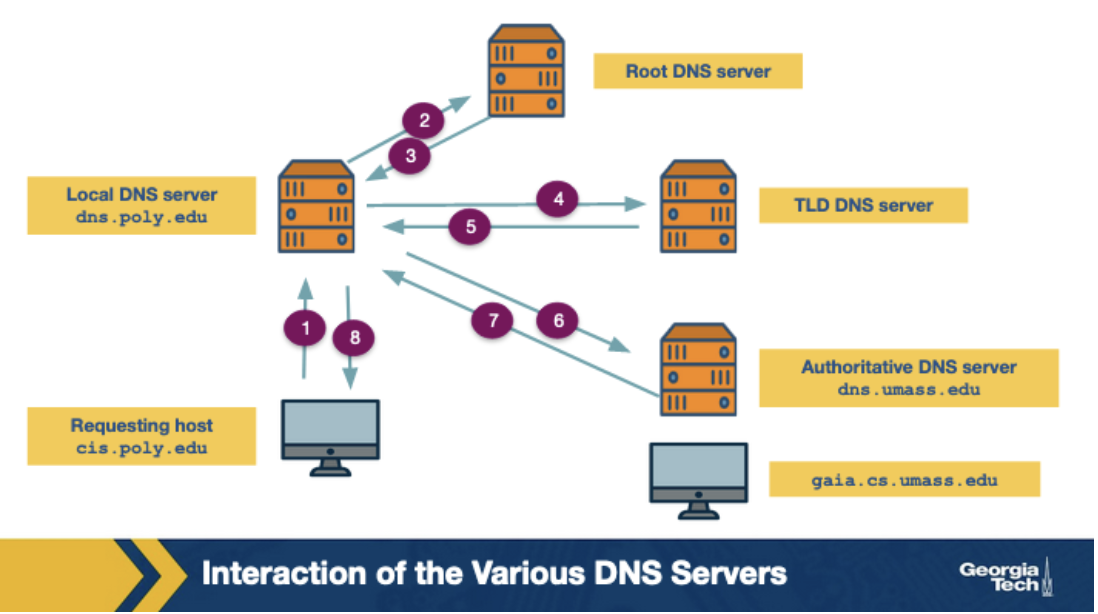 Root DNS server
2
3
Local DNS server
dns.poly.edu
4
TLD DNS server
5
1
8
7
6
Authoritative DNS server
dns.umass.edu
Requesting host
cis.poly.edu
gaia.cs.umass.edu
Interaction of the Various DNS Servers
Georgia
Tech